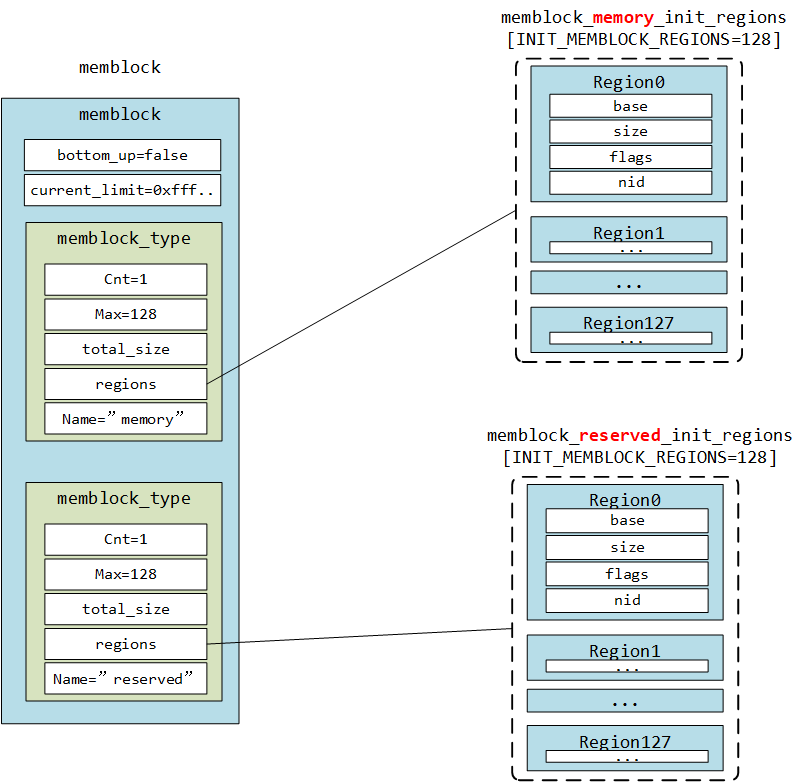 memblock
memblock
bottom_up=false
current_limit=0xfff..
memblock_type
Cnt=1
Max=128
total_size
regions
Name=”memory”
memblock_type
Cnt=1
Max=128
total_size
regions
Name=”reserved”
memblock_memory_init_regions
[INIT_MEMBLOCK_REGIONS=128]
Region0
base
size
flags
nid
Region1
...
...
Region127
...
memblock_reserved_init_regions
[INIT_MEMBLOCK_REGIONS=128]
Region0
base
size
flags
nid
Region1
...
...
Region127
...